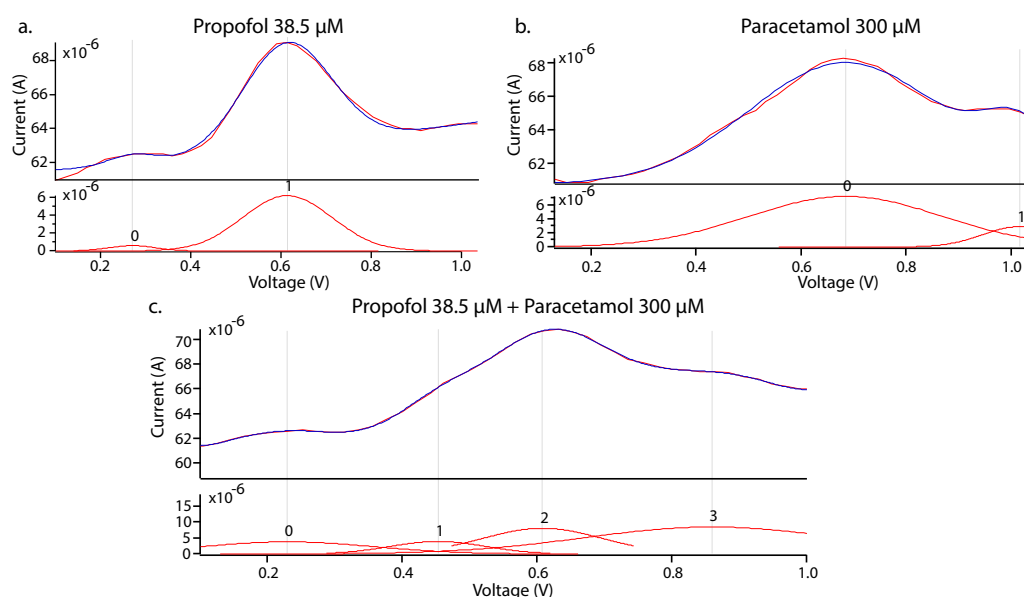 a. Propofol 38.5 µM
x10⁻⁶
68
66
64
62
Current (A)
x10⁻⁶
6
4
2
0
0
1
0.2 0.4 0.6 0.8 1.0
Voltage (V)
b. Paracetamol 300 µM
x10⁻⁶
68
66
64
62
Current (A)
x10⁻⁶
6
4
2
0
0
1
0.2 0.4 0.6 0.8 1.0
Voltage (V)
c. Propofol 38.5 µM + Paracetamol 300 µM
x10⁻⁶
70
68
66
64
62
60
Current (A)
x10⁻⁶
15
10
5
0
0 1 2 3
0.2 0.4 0.6 0.8 1.0
Voltage (V)